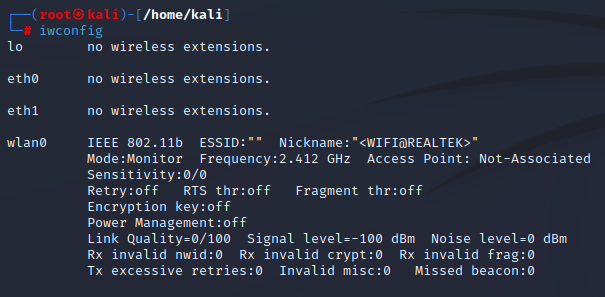 ┌──(root㉿kali)-[/home/kali]
└─# iwconfig
lo        no wireless extensions.
eth0      no wireless extensions.
eth1      no wireless extensions.
wlan0     IEEE 802.11b  ESSID:""  Nickname:"<WIFI@REALTEK>"
          Mode:Monitor  Frequency:2.412 GHz  Access Point: Not-Associated
          Sensitivity:0/0
          Retry:off   RTS thr:off   Fragment thr:off
          Encryption key:off
          Power Management:off
          Link Quality=0/100  Signal level=-100 dBm  Noise level=0 dBm
          Rx invalid nwid:0  Rx invalid crypt:0  Rx invalid frag:0
          Tx excessive retries:0  Invalid misc:0   Missed beacon:0